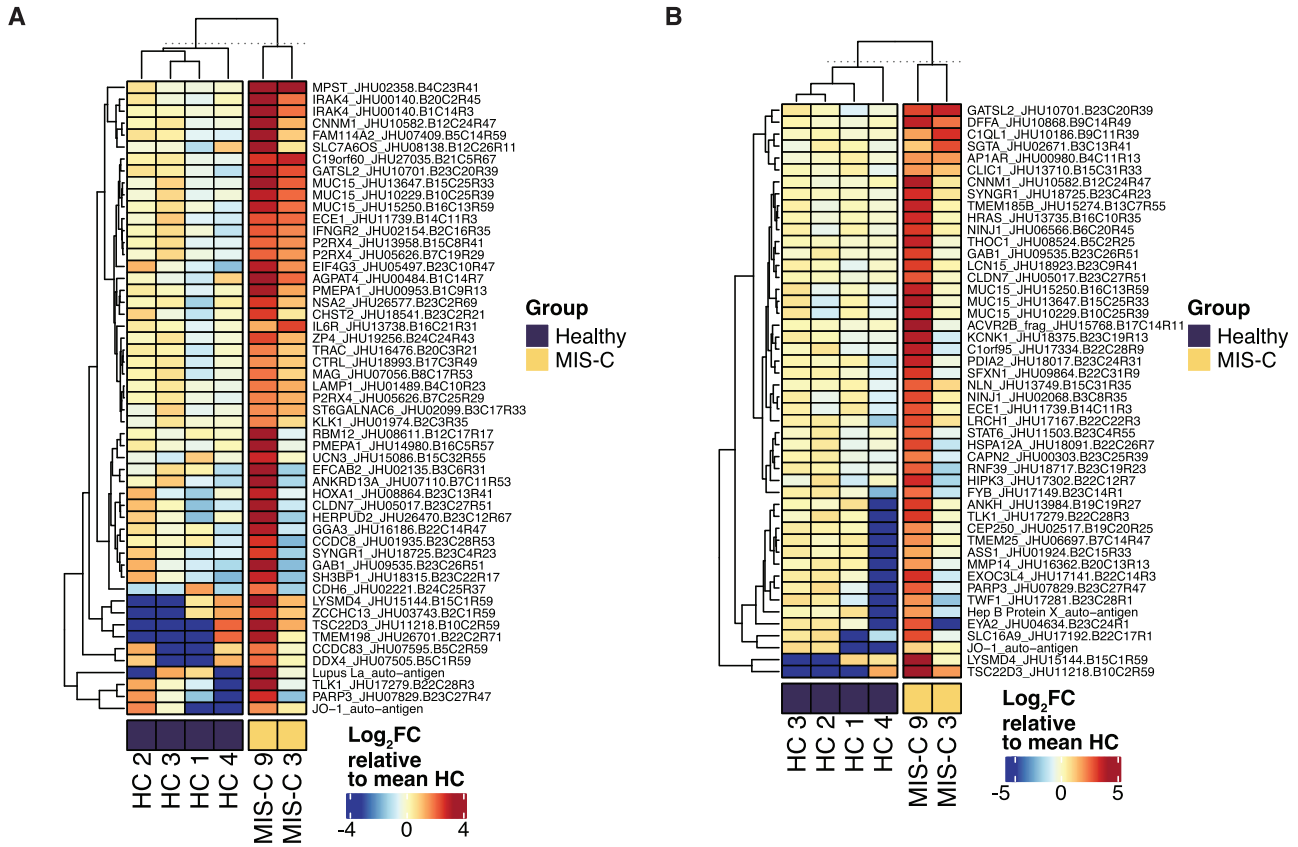 A
MPST_JHU02358.B4C23R41
IRAK4_JHU00140.B20C2R45
IRAK4_JHU00140.B1C14R3
CNNM1_JHU10582.B12C24R47
FAM114A2_JHU07409.B5C14R59
SLC7A6OS_JHU08138.B12C26R11
C19orf60_JHU27035.B21C5R67
GATSL2_JHU10701.B23C20R39
MUC15_JHU13647.B15C25R33
MUC15_JHU10229.B10C25R39
MUC15_JHU15250.B16C13R59
ECE1_JHU11739.B14C11R3
IFNGR2_JHU02154.B2C16R35
P2RX4_JHU13958.B15C8R41
P2RX4_JHU05626.B7C19R29
EIF4G3_JHU05497.B23C10R47
AGPAT4_JHU00484.B1C14R7
PMEPA1_JHU00953.B1C9R13
NSA2_JHU26577.B23C2R69
CHST2_JHU18541.B23C2R21
IL6R_JHU13738.B16C21R31
ZP4_JHU19256.B24C24R43
TRAC_JHU16476.B20C3R21
CTRL_JHU18993.B17C3R49
MAG_JHU07056.B8C17R53
LAMP1_JHU01489.B4C10R23
P2RX4_JHU05626.B7C25R29
ST6GALNAC6_JHU02099.B3C17R33
KLK1_JHU01974.B2C3R35
RBM12_JHU08611.B12C17R17
PMEPA1_JHU14980.B16C5R57
UCN3_JHU15086.B15C32R55
EFCAB2_JHU02135.B3C6R31
ANKRD13A_JHU07110.B7C11R53
HOXA1_JHU08864.B23C13R41
CLDN7_JHU05017.B23C27R51
HERPUD2_JHU26470.B23C12R67
GGA3_JHU16186.B22C14R47
CCDC8_JHU01935.B23C28R53
SYNGR1_JHU18725.B23C4R23
GAB1_JHU09535.B23C26R51
SH3BP1_JHU18315.B23C22R17
CDH6_JHU02221.B24C25R37
LYSMD4_JHU15144.B15C1R59
ZCCHC13_JHU03743.B2C1R59
TSC22D3_JHU11218.B10C2R59
TMEM198_JHU26701.B22C2R71
CCDC83_JHU07595.B5C2R59
DDX4_JHU07505.B5C1R59
Lupus La_auto-antigen
TLK1_JHU17279.B22C28R3
PARP3_JHU07829.B23C27R47
JO-1_auto-antigen
HC 2
HC 3
HC 1
HC 4
MIS-C 9
MIS-C 3
Group
Healthy
MIS-C
Log2FC
relative
to mean HC
-4 0 4
B
GATSL2_JHU10701.B23C20R39
DFFA_JHU10868.B9C14R49
C1QL1_JHU10186.B9C11R39
SGTA_JHU02671.B3C13R41
AP1AR_JHU00980.B4C11R13
CLIC1_JHU13710.B15C31R33
CNNM1_JHU10582.B12C24R47
SYNGR1_JHU18725.B23C4R23
TMEM185B_JHU15274.B13C7R55
HRAS_JHU13735.B16C10R35
NINJ1_JHU06566.B6C20R45
THOC1_JHU08524.B5C2R25
GAB1_JHU09535.B23C26R51
LCN15_JHU18923.B23C9R41
CLDN7_JHU05017.B23C27R51
MUC15_JHU15250.B16C13R59
MUC15_JHU13647.B15C25R33
MUC15_JHU10229.B10C25R39
ACVR2B_frag_JHU15768.B17C14R11
KCNK1_JHU18375.B23C19R13
C1orf95_JHU17334.B22C28R9
PDIA2_JHU18017.B23C24R31
SFXN1_JHU09864.B22C31R9
NLN_JHU13749.B15C31R35
NINJ1_JHU02068.B3C8R35
ECE1_JHU11739.B14C11R3
LRCH1_JHU17167.B22C22R3
STAT6_JHU11503.B23C4R55
HSPA12A_JHU18091.B22C26R7
CAPN2_JHU00303.B23C25R39
RNF39_JHU18717.B23C19R23
HIPK3_JHU17302.B22C12R7
FYB_JHU17149.B23C14R1
ANKH_JHU13984.B19C19R27
TLK1_JHU17279.B22C28R3
CEP250_JHU02517.B19C20R25
TMEM25_JHU06697.B7C14R47
ASS1_JHU01924.B2C15R33
MMP14_JHU16362.B20C13R13
EXOC3L4_JHU17141.B22C14R3
PARP3_JHU07829.B23C27R47
TWF1_JHU17281.B23C28R1
Hep B Protein X_auto-antigen
EYA2_JHU04634.B23C24R1
SLC16A9_JHU17192.B22C17R1
JO-1_auto-antigen
LYSMD4_JHU15144.B15C1R59
TSC22D3_JHU11218.B10C2R59
HC 3
HC 2
HC 1
HC 4
MIS-C 9
MIS-C 3
Group
Healthy
MIS-C
Log2FC
relative
to mean HC
-5 0 5